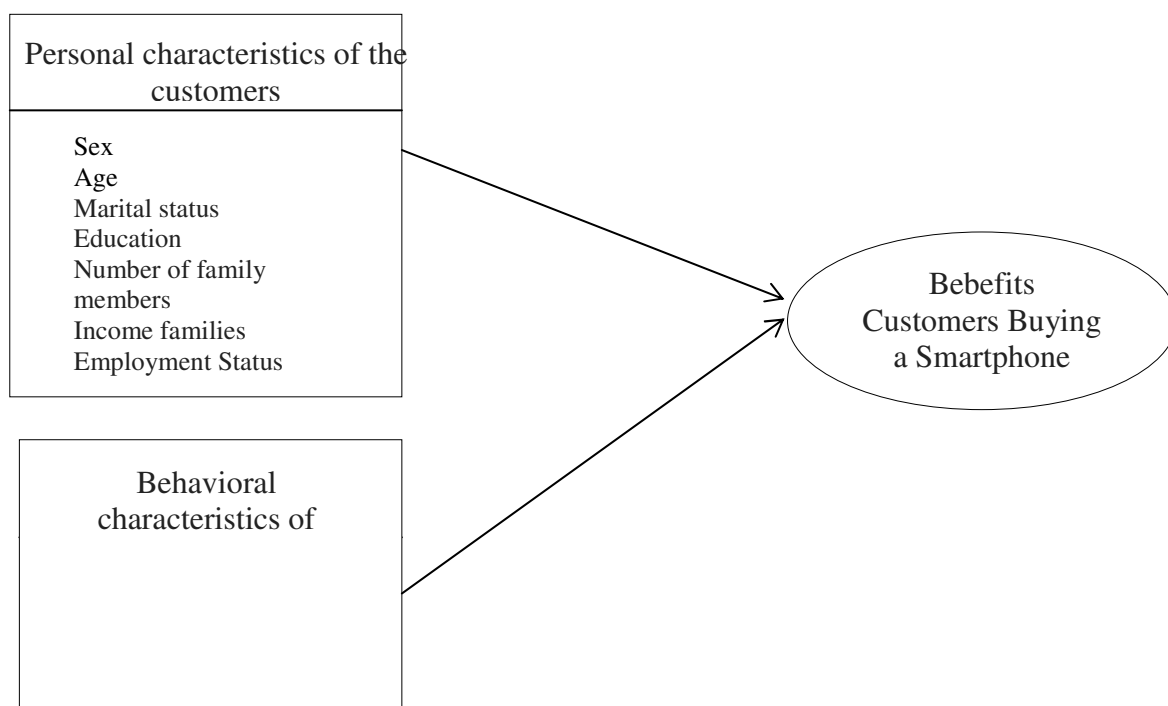 Personal characteristics of the
customers
Sex
Age
Marital status
Education
Number of family
members
Income families
Employment Status
Bebefits
Customers Buying
a Smartphone
Behavioral
characteristics of